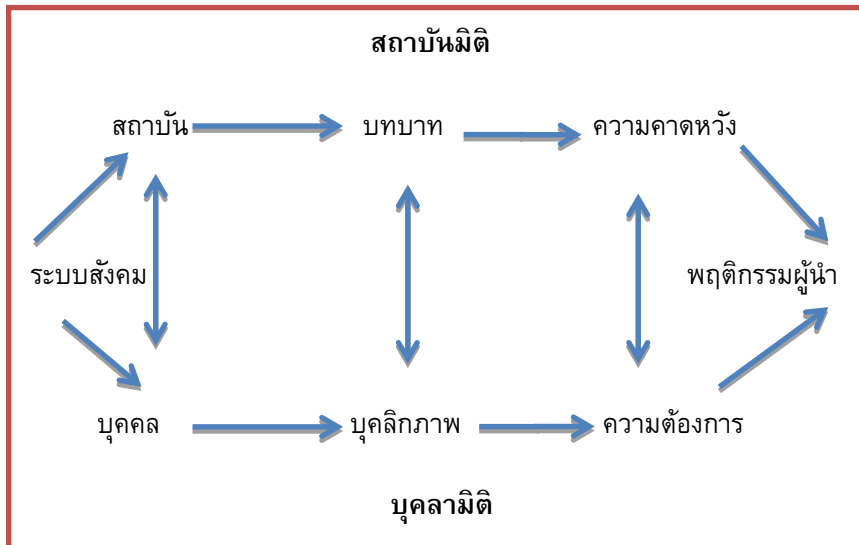 สถาบันมิติ
สถาบัน บทบาท ความคาดหวัง
ระบบสังคม พฤติกรรมผู้นำ
บุคคล บุคลิกภาพ ความต้องการ
บุคลามิติ